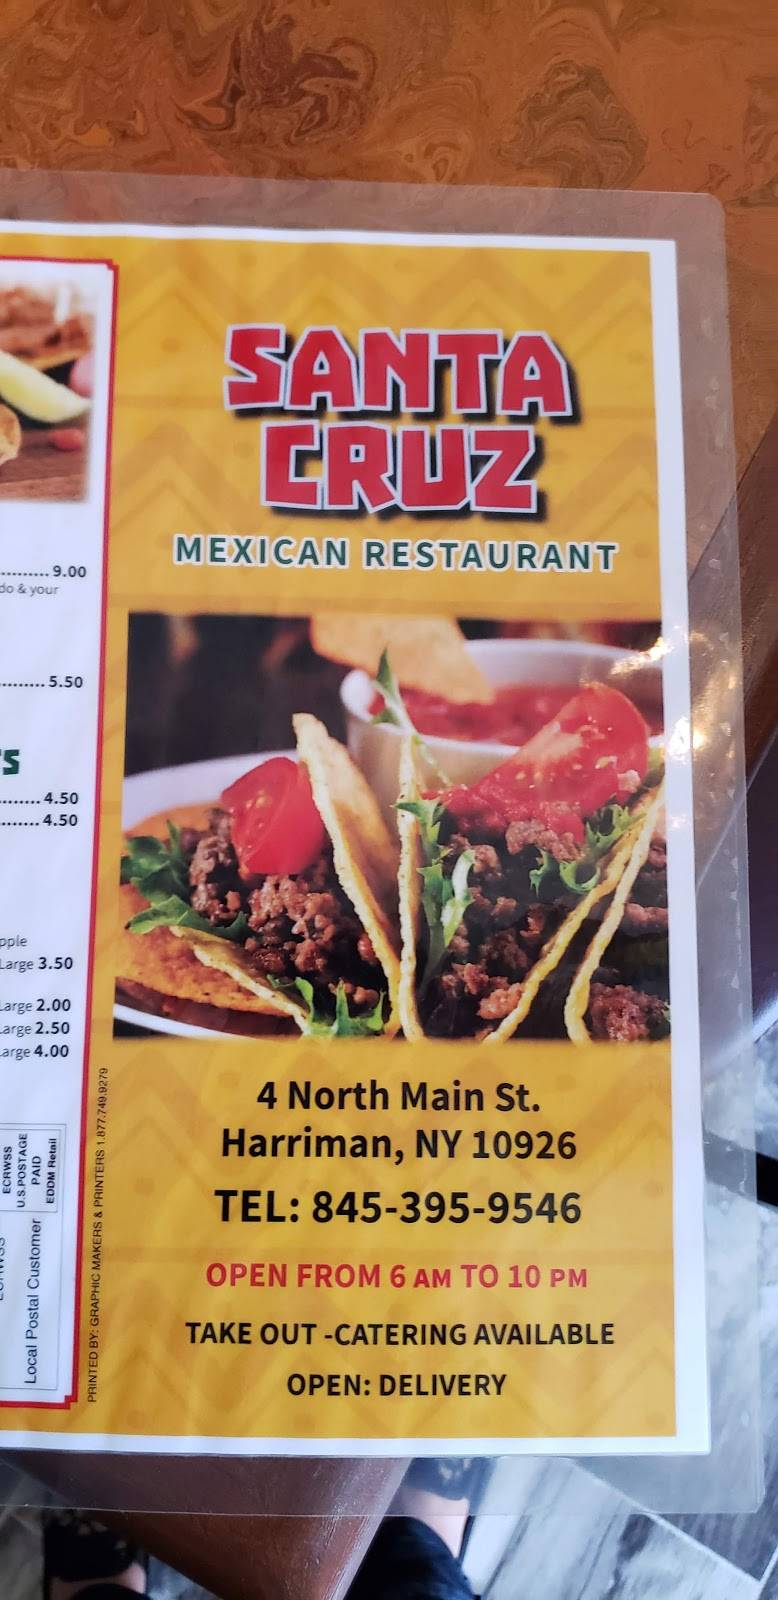 SANTA
CRUZ
MEXICAN RESTAURANT
4 North Main St.
Harriman, NY 10926
TEL: 845-395-9546
OPEN FROM 6 AM TO 10 PM
TAKE OUT -CATERING AVAILABLE
OPEN: DELIVERY
.......... 9.00
& your
......... 5.50
........ 4.50
........ 4.50
Large 3.50
Large 2.00
Large 2.50
Large 4.00
ECRWSS
U.S.POSTAGE
PAID
EDDM Retail
Local Postal Customer
PRINTED BY: GRAPHIC MAKERS & PRINTERS 1.877.749.9279